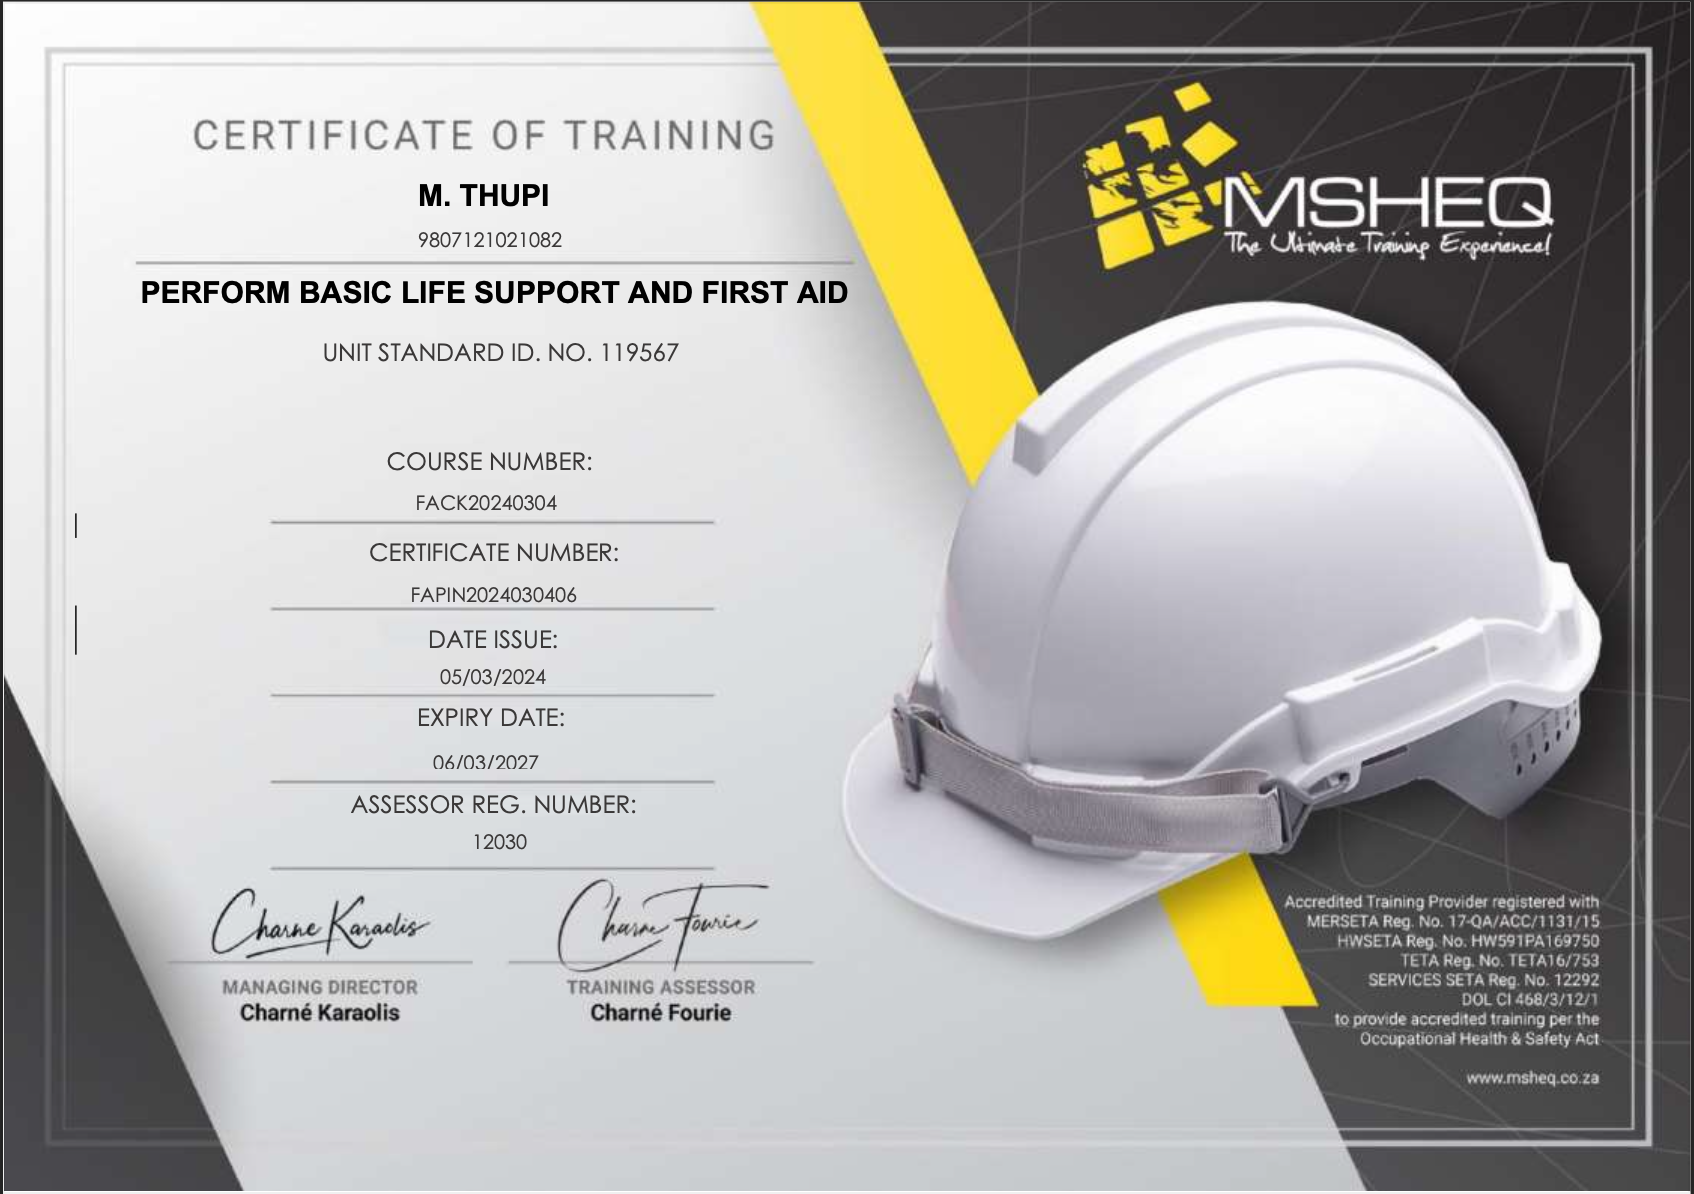 CERTIFICATE OF TRAINING
M. THUPI
9807121021082
PERFORM BASIC LIFE SUPPORT AND FIRST AID
UNIT STANDARD ID. NO. 119567
COURSE NUMBER:
FACK20240304
CERTIFICATE NUMBER:
FAPIN2024030406
DATE ISSUE:
05/03/2024
EXPIRY DATE:
06/03/2027
ASSESSOR REG. NUMBER:
12030
Charne Karaolis
MANAGING DIRECTOR
Charné Karaolis
Charne Fourie
TRAINING ASSESSOR
Charné Fourie
MSHEQ
The Ultimate Training Experience!
Accredited Training Provider registered with
MERSETA Reg. No. 17-QA/ACC/1131/15
HWSETA Reg. No. HW591PA169750
TETA Reg. No. TETA16/753
SERVICES SETA Reg. No. 12292
DOL CI 468/3/12/1
to provide accredited training per the
Occupational Health & Safety Act
www.msheq.co.za